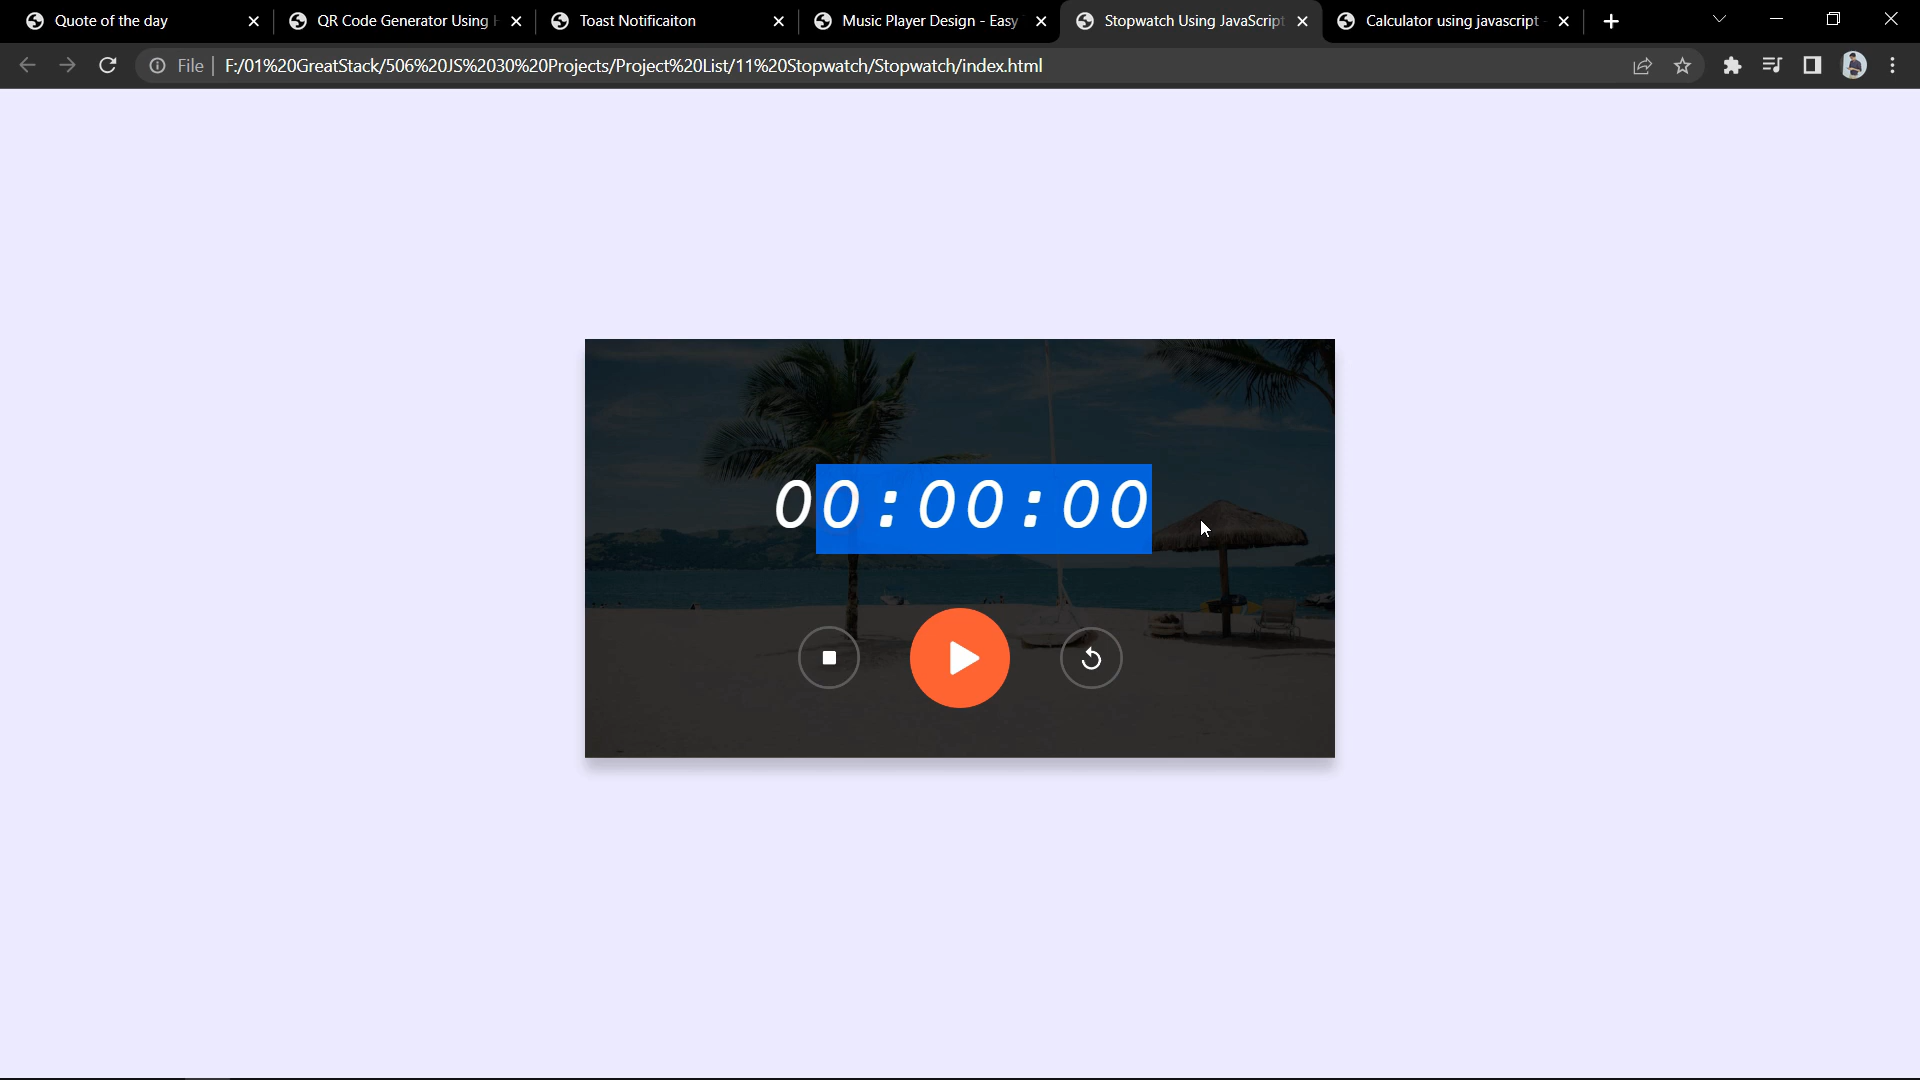 Quote of the day
QR Code Generator Using
Toast Notificaiton
Music Player Design - Easy
Stopwatch Using JavaScript
Calculator using javascript -
File
F:/01%20GreatStack/506%20JS%2030%20Projects/Project%20List/11%20Stopwatch/Stopwatch/index.html
00:00:00